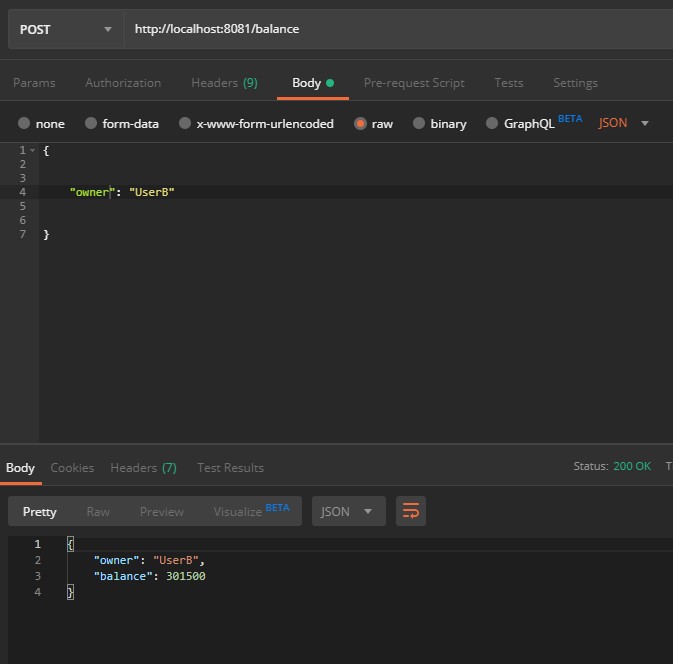 POST http://localhost:8081/balance
Params Authorization Headers (9) Body Pre-request Script Tests Settings
none form-data x-www-form-urlencoded raw binary GraphQL BETA JSON
1 {
2
3
4 "owner": "UserB"
5
6
7 }
Body Cookies Headers (7) Test Results Status: 200 OK
Pretty Raw Preview Visualize BETA JSON
1 {
2 "owner": "UserB",
3 "balance": 301500
4 }